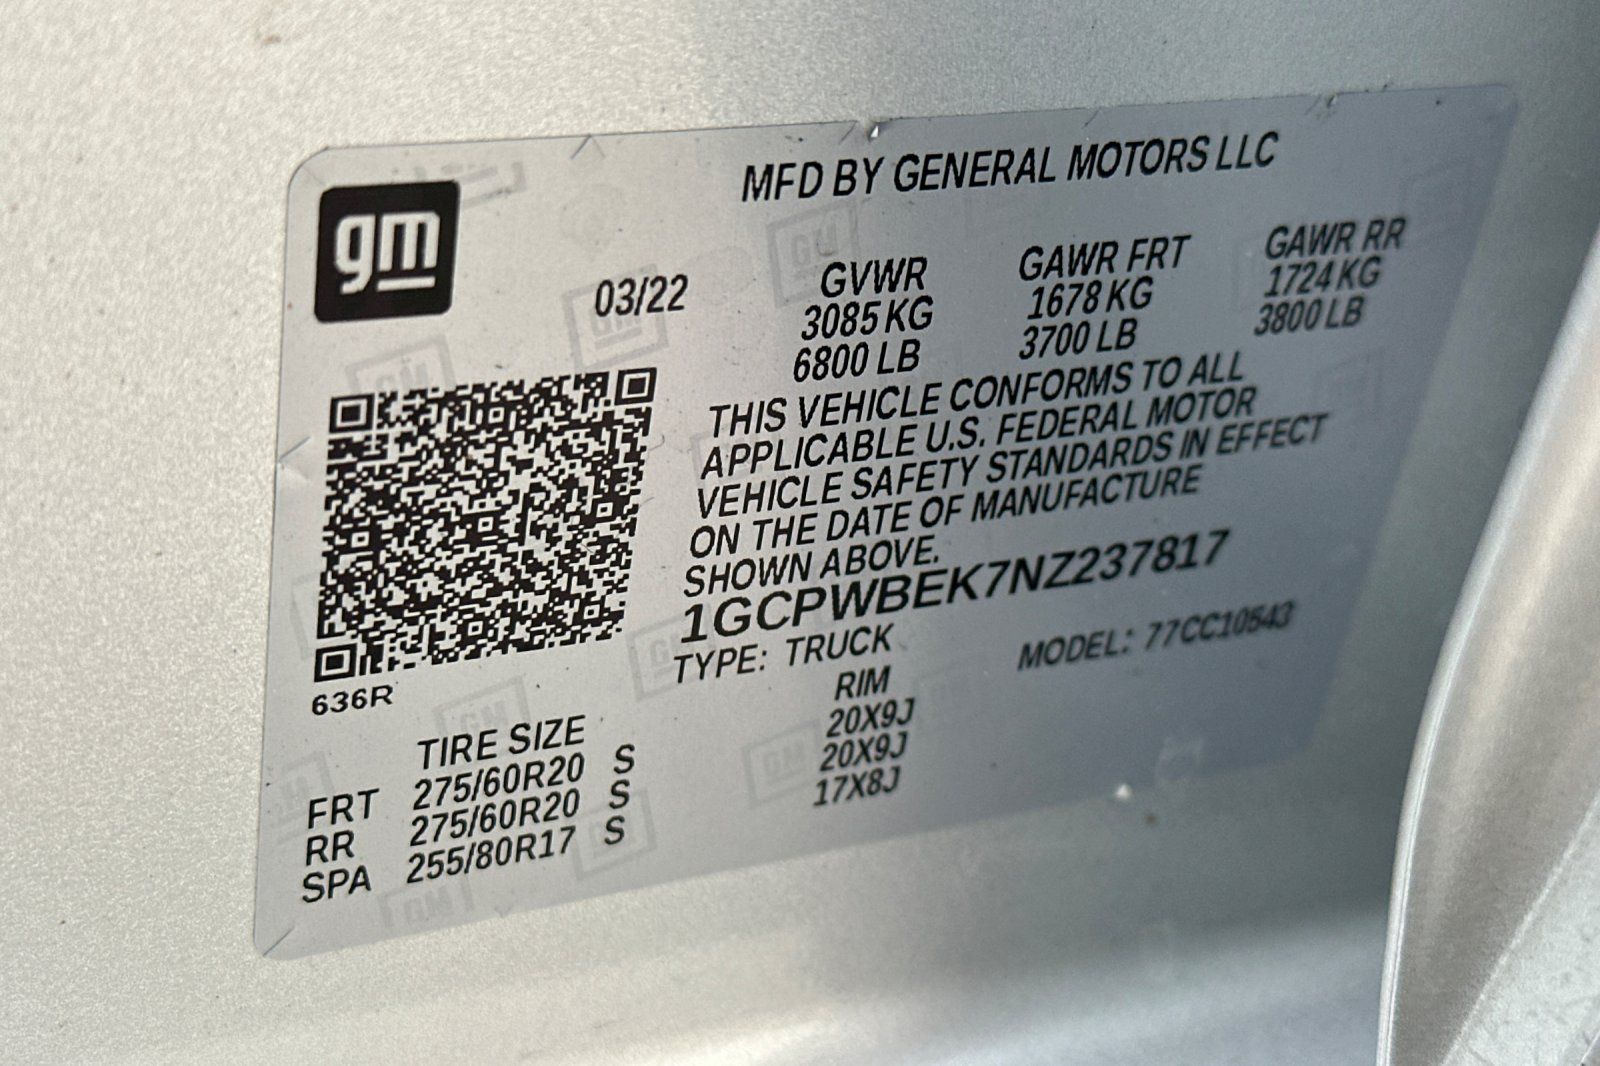 gm
MFD BY GENERAL MOTORS LLC
03/22
GVWR
3085 KG
6800 LB
GAWR FRT
1678 KG
3700 LB
GAWR RR
1724 KG
3800 LB
THIS VEHICLE CONFORMS TO ALL
APPLICABLE U.S. FEDERAL MOTOR
VEHICLE SAFETY STANDARDS IN EFFECT
ON THE DATE OF MANUFACTURE
SHOWN ABOVE.
1GCPWBEK7NZ237817
TYPE: TRUCK MODEL: 77CC10543
636R
TIRE SIZE RIM
FRT 275/60R20 S 20X9J
RR 275/60R20 S 20X9J
SPA 255/80R17 S 17X8J